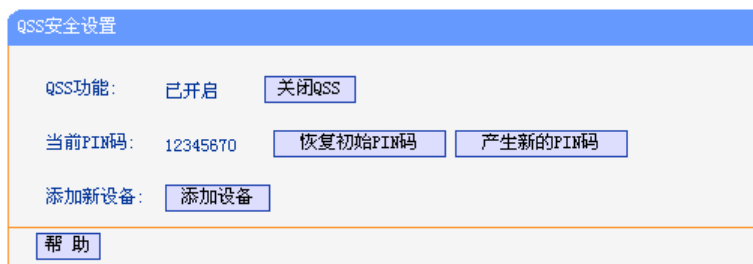 QSS安全设置
QSS功能: 已开启 关闭QSS
当前PIN码: 12345670 恢复初始PIN码 产生新的PIN码
添加新设备: 添加设备
帮 助